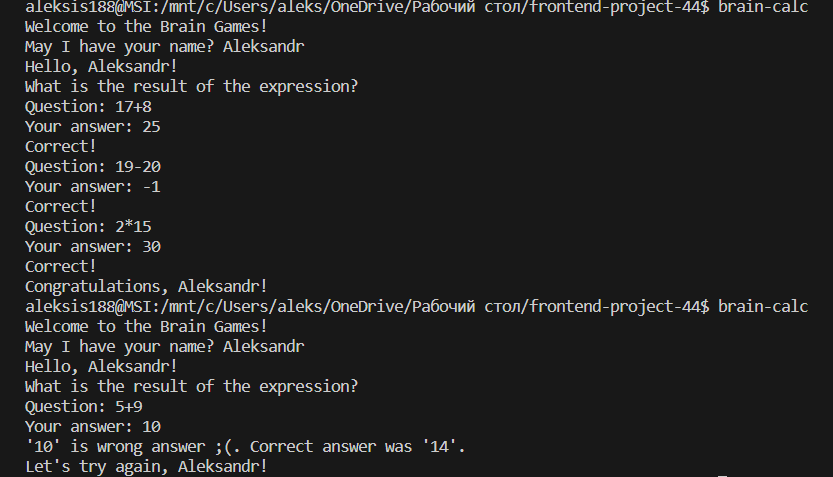 aleksis188@MSI:/mnt/c/Users/aleks/OneDrive/Рабочий стол/frontend-project-44$ brain-calc
Welcome to the Brain Games!
May I have your name? Aleksandr
Hello, Aleksandr!
What is the result of the expression?
Question: 17+8
Your answer: 25
Correct!
Question: 19-20
Your answer: -1
Correct!
Question: 2*15
Your answer: 30
Correct!
Congratulations, Aleksandr!
aleksis188@MSI:/mnt/c/Users/aleks/OneDrive/Рабочий стол/frontend-project-44$ brain-calc
Welcome to the Brain Games!
May I have your name? Aleksandr
Hello, Aleksandr!
What is the result of the expression?
Question: 5+9
Your answer: 10
'10' is wrong answer ;(. Correct answer was '14'.
Let's try again, Aleksandr!